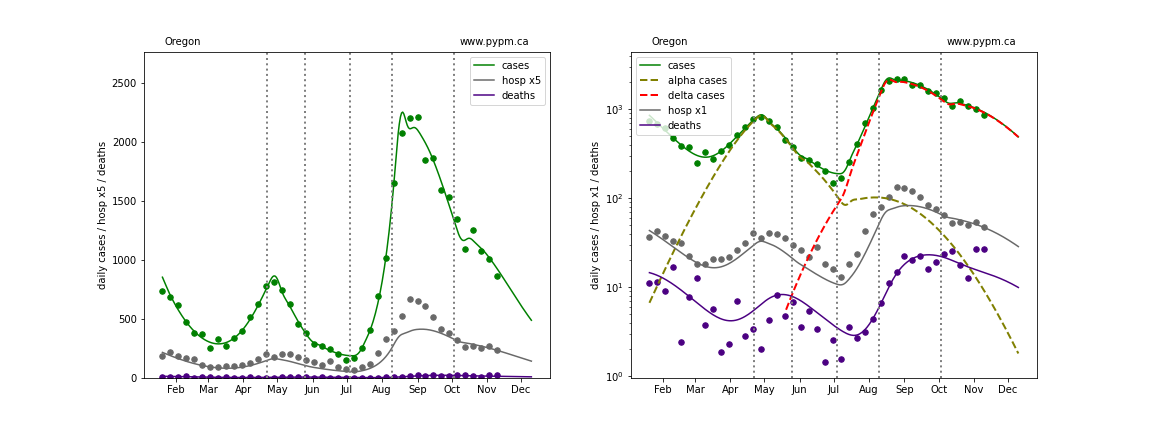 Oregon www.pypm.ca
cases
hosp x5
deaths
daily cases / hosp x5 / deaths
2500
2000
1500
1000
500
0
Feb Mar Apr May Jun Jul Aug Sep Oct Nov Dec
Oregon www.pypm.ca
cases
alpha cases
delta cases
hosp x1
deaths
daily cases / hosp x1 / deaths
10³
10²
10¹
10⁰
Feb Mar Apr May Jun Jul Aug Sep Oct Nov Dec